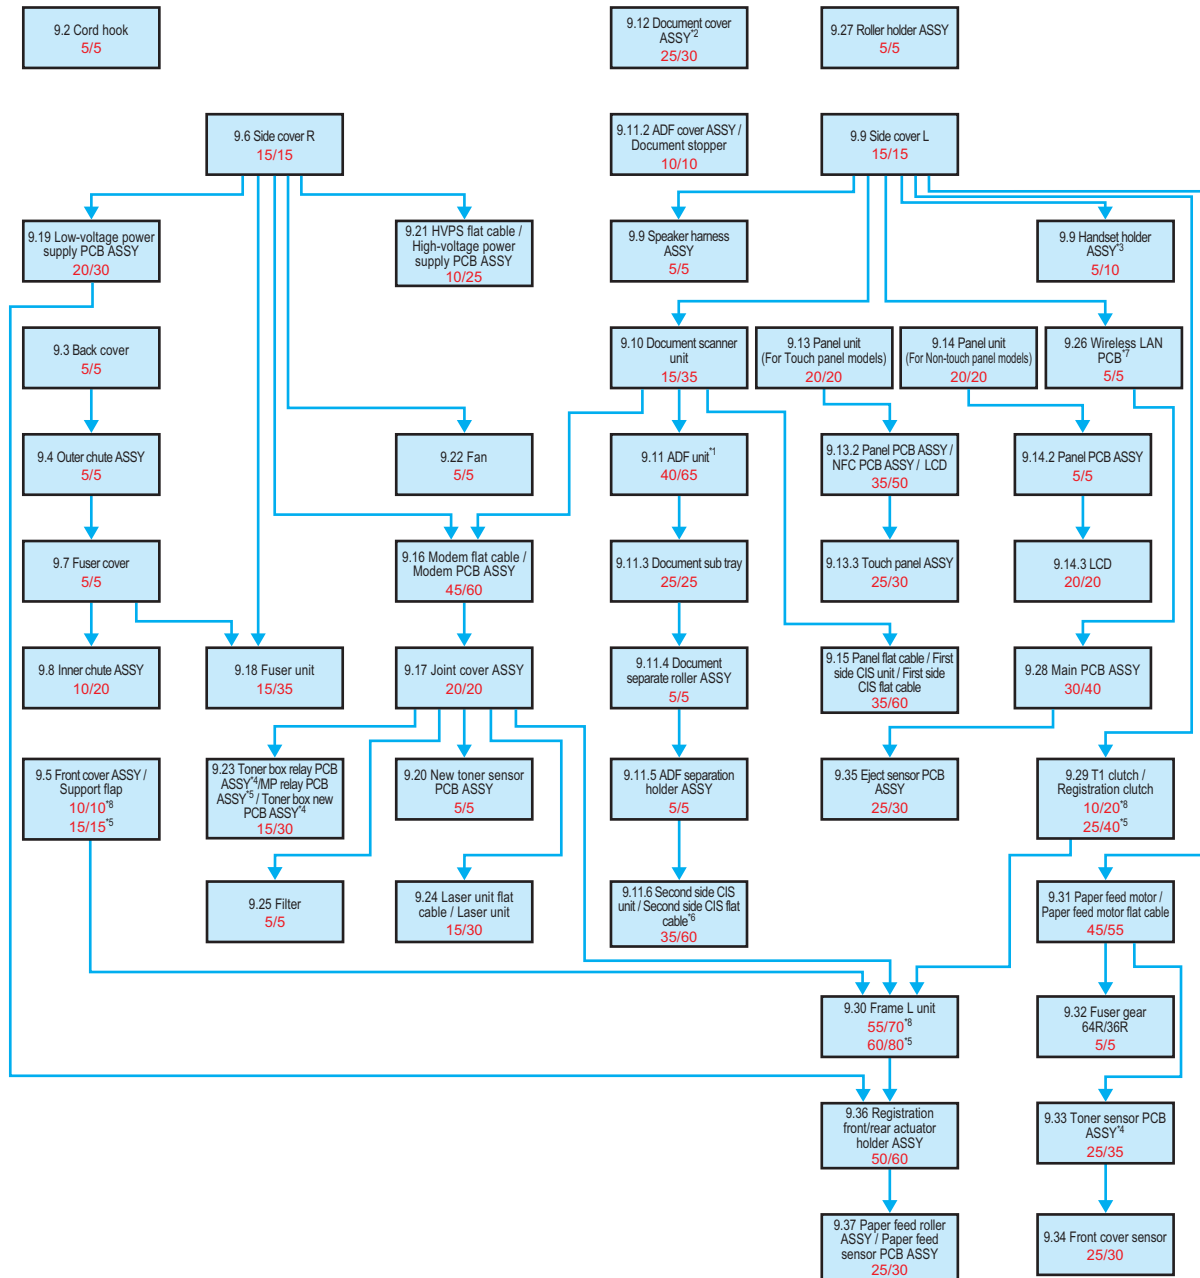 9.2 Cord hook
5/5
9.12 Document cover
ASSY*2
25/30
9.27 Roller holder ASSY
5/5
9.6 Side cover R
15/15
9.11.2 ADF cover ASSY /
Document stopper
10/10
9.9 Side cover L
15/15
9.19 Low-voltage power
supply PCB ASSY
20/30
9.21 HVPS flat cable /
High-voltage power
supply PCB ASSY
10/25
9.9 Speaker harness
ASSY
5/5
9.9 Handset holder
ASSY*3
5/10
9.3 Back cover
5/5
9.10 Document scanner
unit
15/35
9.13 Panel unit
(For Touch panel models)
20/20
9.14 Panel unit
(For Non-touch panel models)
20/20
9.26 Wireless LAN
PCB*7
5/5
9.4 Outer chute ASSY
5/5
9.22 Fan
5/5
9.11 ADF unit*1
40/65
9.13.2 Panel PCB ASSY /
NFC PCB ASSY / LCD
35/50
9.14.2 Panel PCB ASSY
5/5
9.7 Fuser cover
5/5
9.16 Modem flat cable /
Modem PCB ASSY
45/60
9.11.3 Document sub tray
25/25
9.13.3 Touch panel ASSY
25/30
9.14.3 LCD
20/20
9.8 Inner chute ASSY
10/20
9.18 Fuser unit
15/35
9.17 Joint cover ASSY
20/20
9.11.4 Document
separate roller ASSY
5/5
9.15 Panel flat cable / First
side CIS unit / First side
CIS flat cable
35/60
9.28 Main PCB ASSY
30/40
9.5 Front cover ASSY /
Support flap
10/10*8
15/15*5
9.23 Toner box relay PCB
ASSY*4/MP relay PCB
ASSY*5 / Toner box new
PCB ASSY*4
15/30
9.20 New toner sensor
PCB ASSY
5/5
9.11.5 ADF separation
holder ASSY
5/5
9.35 Eject sensor PCB
ASSY
25/30
9.29 T1 clutch /
Registration clutch
10/20*8
25/40*5
9.25 Filter
5/5
9.24 Laser unit flat
cable / Laser unit
15/30
9.11.6 Second side CIS
unit / Second side CIS flat
cable*6
35/60
9.31 Paper feed motor /
Paper feed motor flat cable
45/55
9.30 Frame L unit
55/70*8
60/80*5
9.32 Fuser gear
64R/36R
5/5
9.36 Registration
front/rear actuator
holder ASSY
50/60
9.33 Toner sensor PCB
ASSY*4
25/35
9.37 Paper feed roller
ASSY / Paper feed
sensor PCB ASSY
25/30
9.34 Front cover sensor
25/30